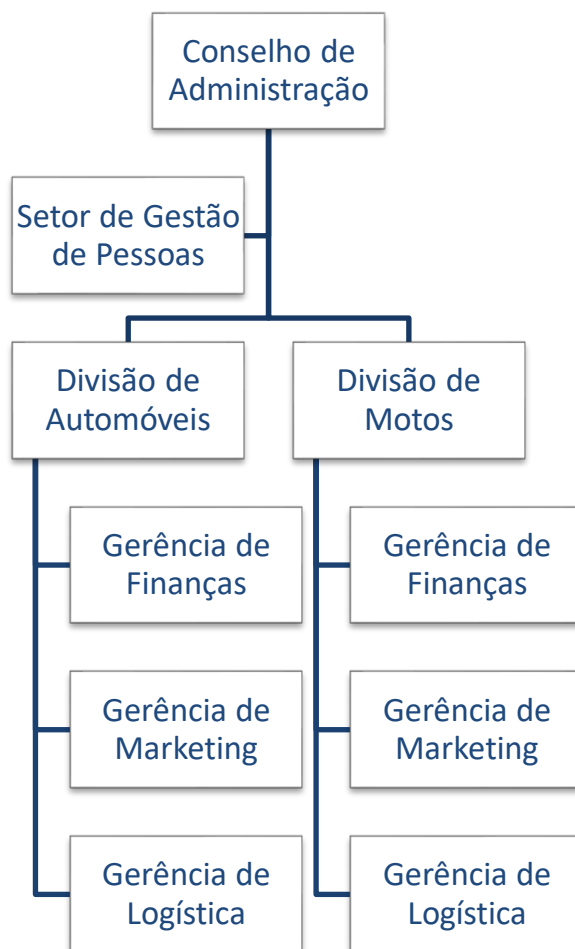 Conselho de
Administração
Setor de Gestão
de Pessoas
Divisão de
Automóveis
Divisão de
Motos
Gerência de
Finanças
Gerência de
Marketing
Gerência de
Logística
Gerência de
Finanças
Gerência de
Marketing
Gerência de
Logística